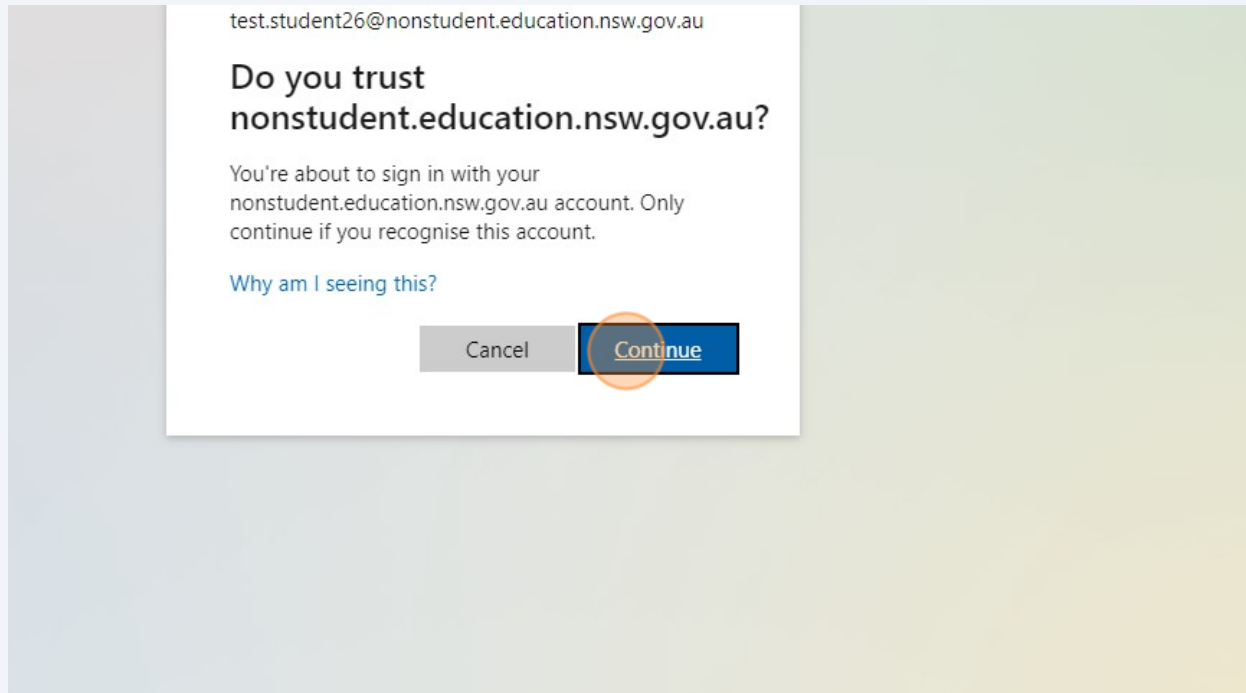 test.student26@nonstudent.education.nsw.gov.au
Do you trust
nonstudent.education.nsw.gov.au?
You're about to sign in with your
nonstudent.education.nsw.gov.au account. Only
continue if you recognise this account.
Why am I seeing this?
Cancel Continue